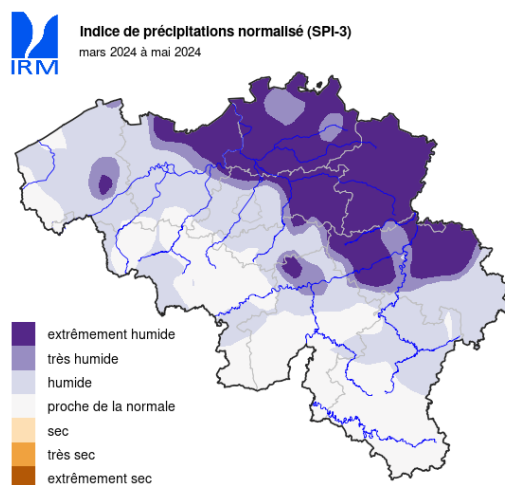 Indice de précipitations normalisé (SPI-3)
mars 2024 à mai 2024
IRM
extrêmement humide
très humide
humide
proche de la normale
sec
très sec
extrêmement sec